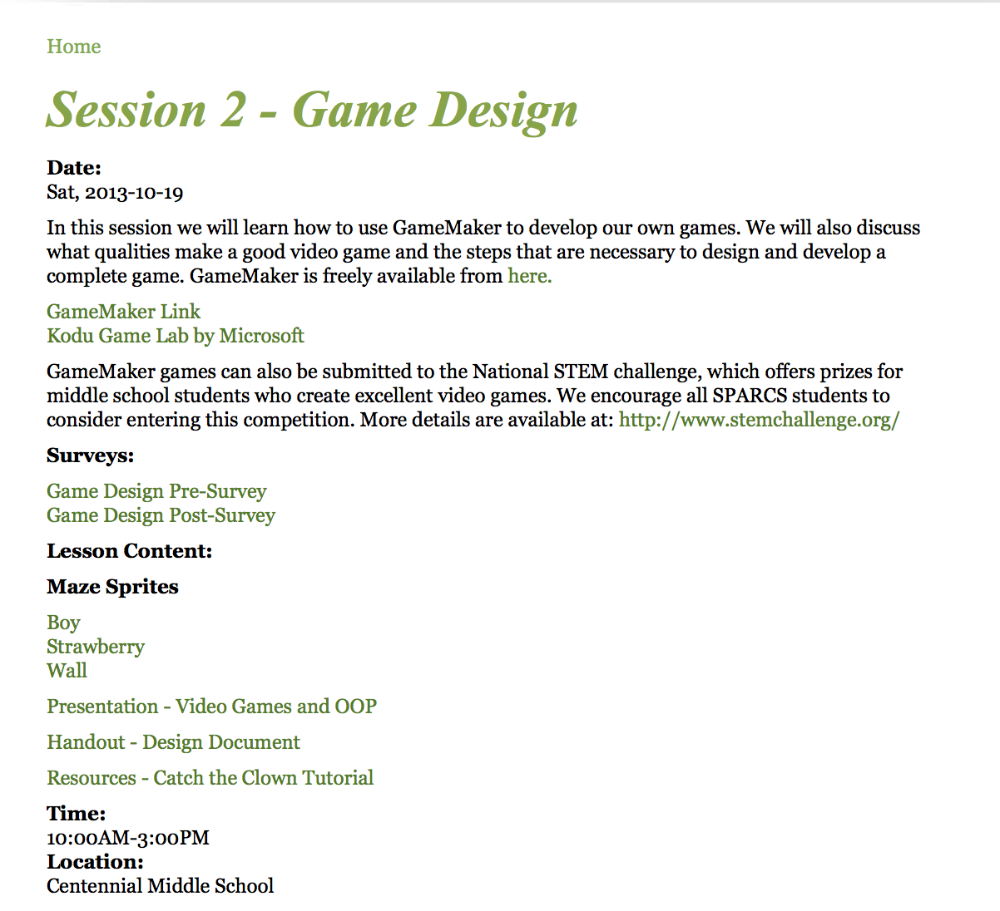 Home
Session 2 - Game Design
Date:
Sat, 2013-10-19
In this session we will learn how to use GameMaker to develop our own games. We will also discuss
what qualities make a good video game and the steps that are necessary to design and develop a
complete game. GameMaker is freely available from here.
GameMaker Link
Kodu Game Lab by Microsoft
GameMaker games can also be submitted to the National STEM challenge, which offers prizes for
middle school students who create excellent video games. We encourage all SPARCS students to
consider entering this competition. More details are available at: http://www.stemchallenge.org/
Surveys:
Game Design Pre-Survey
Game Design Post-Survey
Lesson Content:
Maze Sprites
Boy
Strawberry
Wall
Presentation - Video Games and OOP
Handout - Design Document
Resources - Catch the Clown Tutorial
Time:
10:00AM-3:00PM
Location:
Centennial Middle School